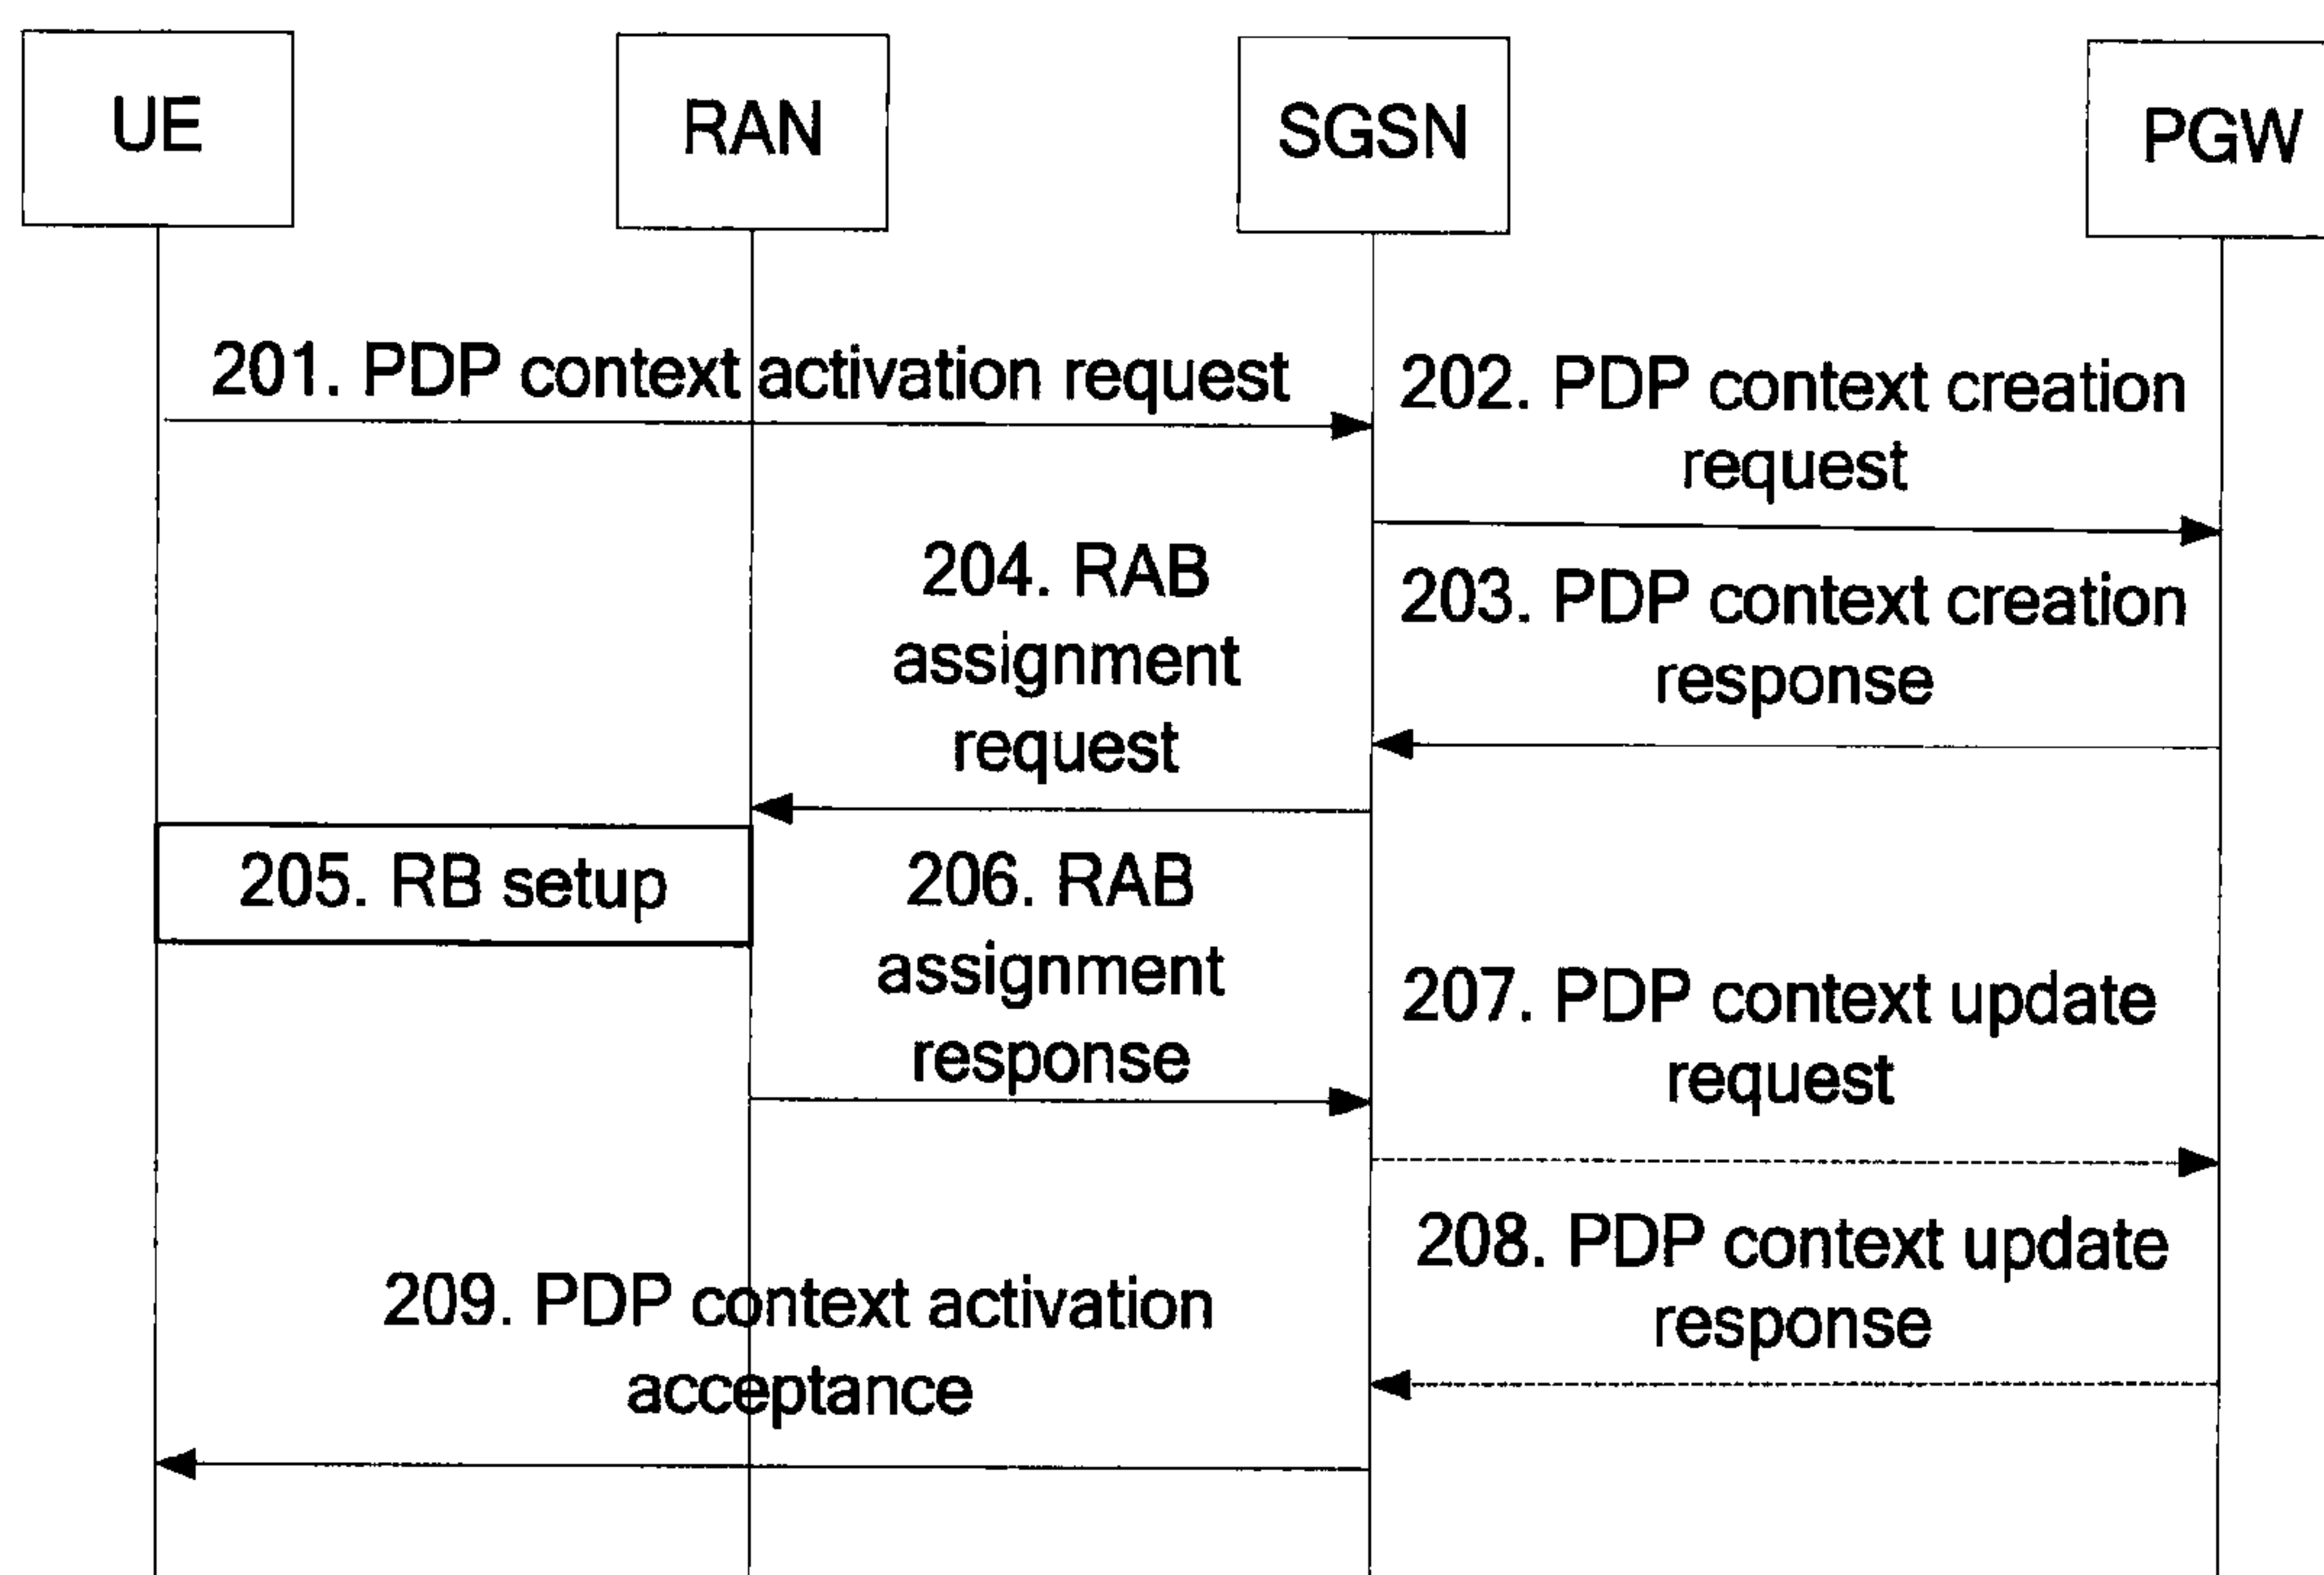 UE
RAN
SGSN
PGW
201. PDP context activation request
202. PDP context creation
request
203. PDP context creation
response
204. RAB
assignment
request
205. RB setup
206. RAB
assignment
response
207. PDP context update
request
208. PDP context update
response
209. PDP context activation
acceptance